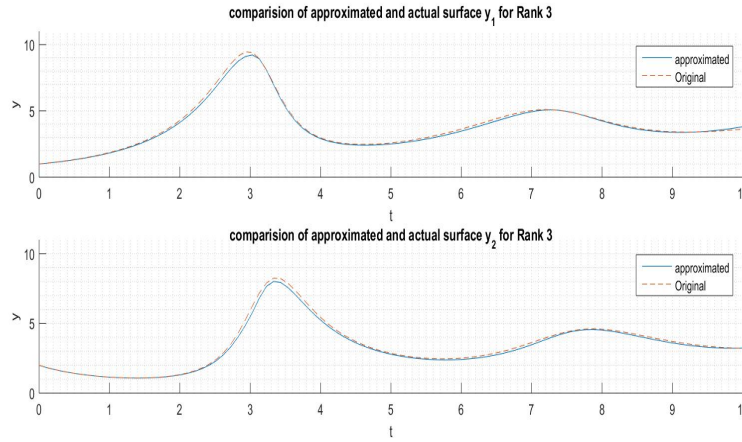 comparision of approximated and actual surface y1 for Rank 3
10
5
0
y
approximated
Original
0 1 2 3 4 5 6 7 8 9 10
t
comparision of approximated and actual surface y2 for Rank 3
10
5
0
y
approximated
Original
0 1 2 3 4 5 6 7 8 9 1
t